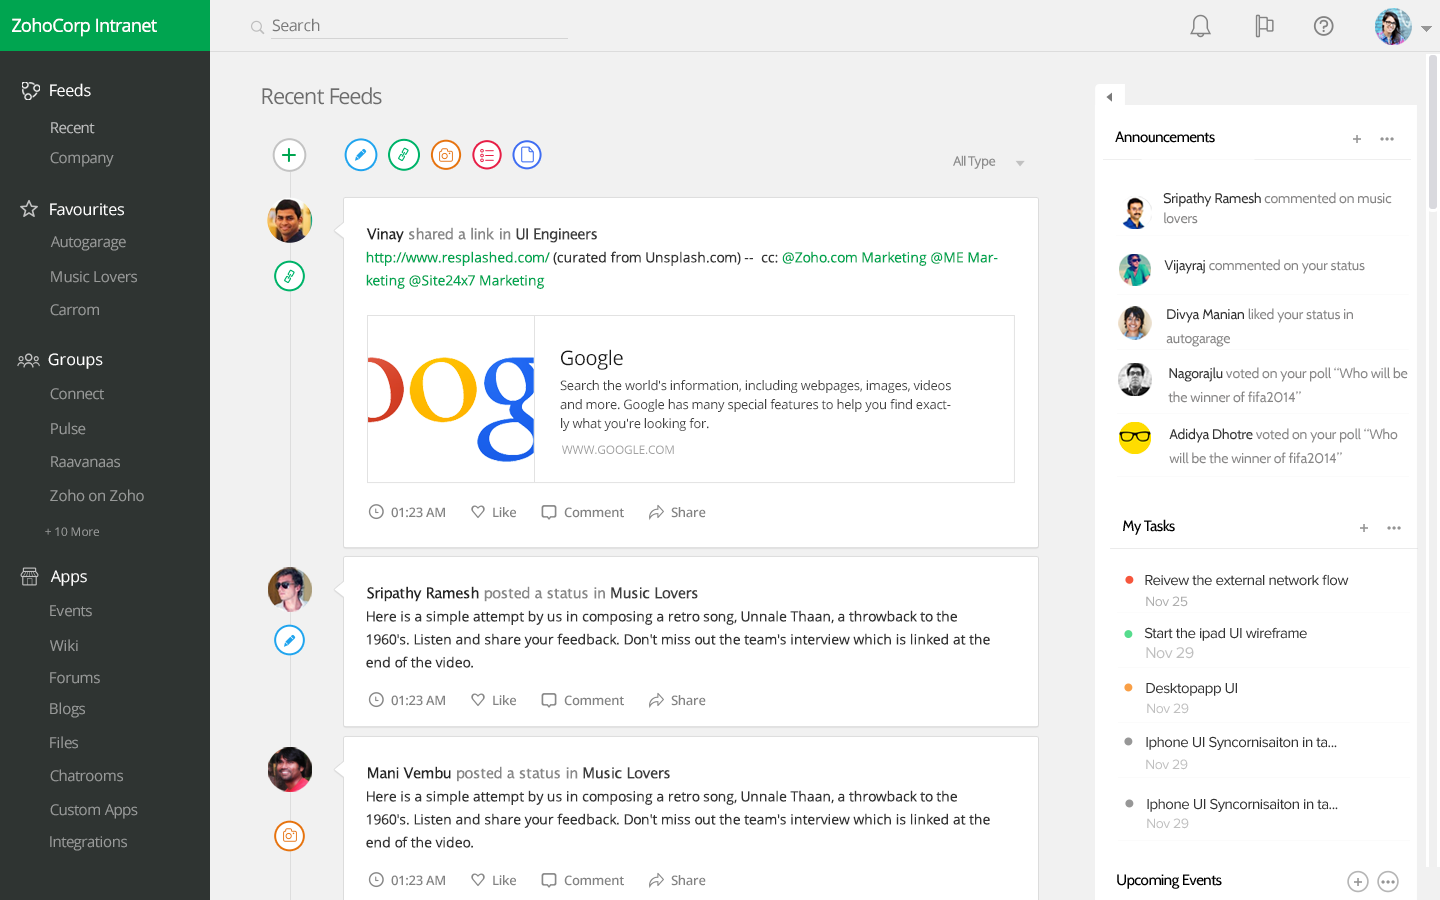 ZohoCorp Intranet
Search
Feeds
Recent
Company
Favourites
Autogarage
Music Lovers
Carrom
Groups
Connect
Pulse
Raavanaas
Zoho on Zoho
+ 10 More
Apps
Events
Wiki
Forums
Blogs
Files
Chatrooms
Custom Apps
Integrations
Recent Feeds
All Type
Vinay shared a link in UI Engineers
http://www.resplashed.com/ (curated from Unsplash.com) -- cc: @Zoho.com Marketing @ME Mar-
keting @Site24x7 Marketing
oog
Google
Search the world's information, including webpages, images, videos
and more. Google has many special features to help you find exact-
ly what you're looking for.
WWW.GOOGLE.COM
01:23 AM Like Comment Share
Sripathy Ramesh posted a status in Music Lovers
Here is a simple attempt by us in composing a retro song, Unnale Thaan, a throwback to the
1960's. Listen and share your feedback. Don't miss out the team's interview which is linked at the
end of the video.
01:23 AM Like Comment Share
Mani Vembu posted a status in Music Lovers
Here is a simple attempt by us in composing a retro song, Unnale Thaan, a throwback to the
1960's. Listen and share your feedback. Don't miss out the team's interview which is linked at the
end of the video.
01:23 AM Like Comment Share
Announcements
Sripathy Ramesh commented on music
lovers
Vijayraj commented on your status
Divya Manian liked your status in
autogarage
Nagorajlu voted on your poll “Who will be
the winner of fifa2014”
Adidya Dhotre voted on your poll “Who
will be the winner of fifa2014”
My Tasks
Reivew the external network flow
Nov 25
Start the ipad UI wireframe
Nov 29
Desktopapp UI
Nov 29
Iphone UI Syncornisaiton in ta...
Nov 29
Iphone UI Syncornisaiton in ta...
Nov 29
Upcoming Events